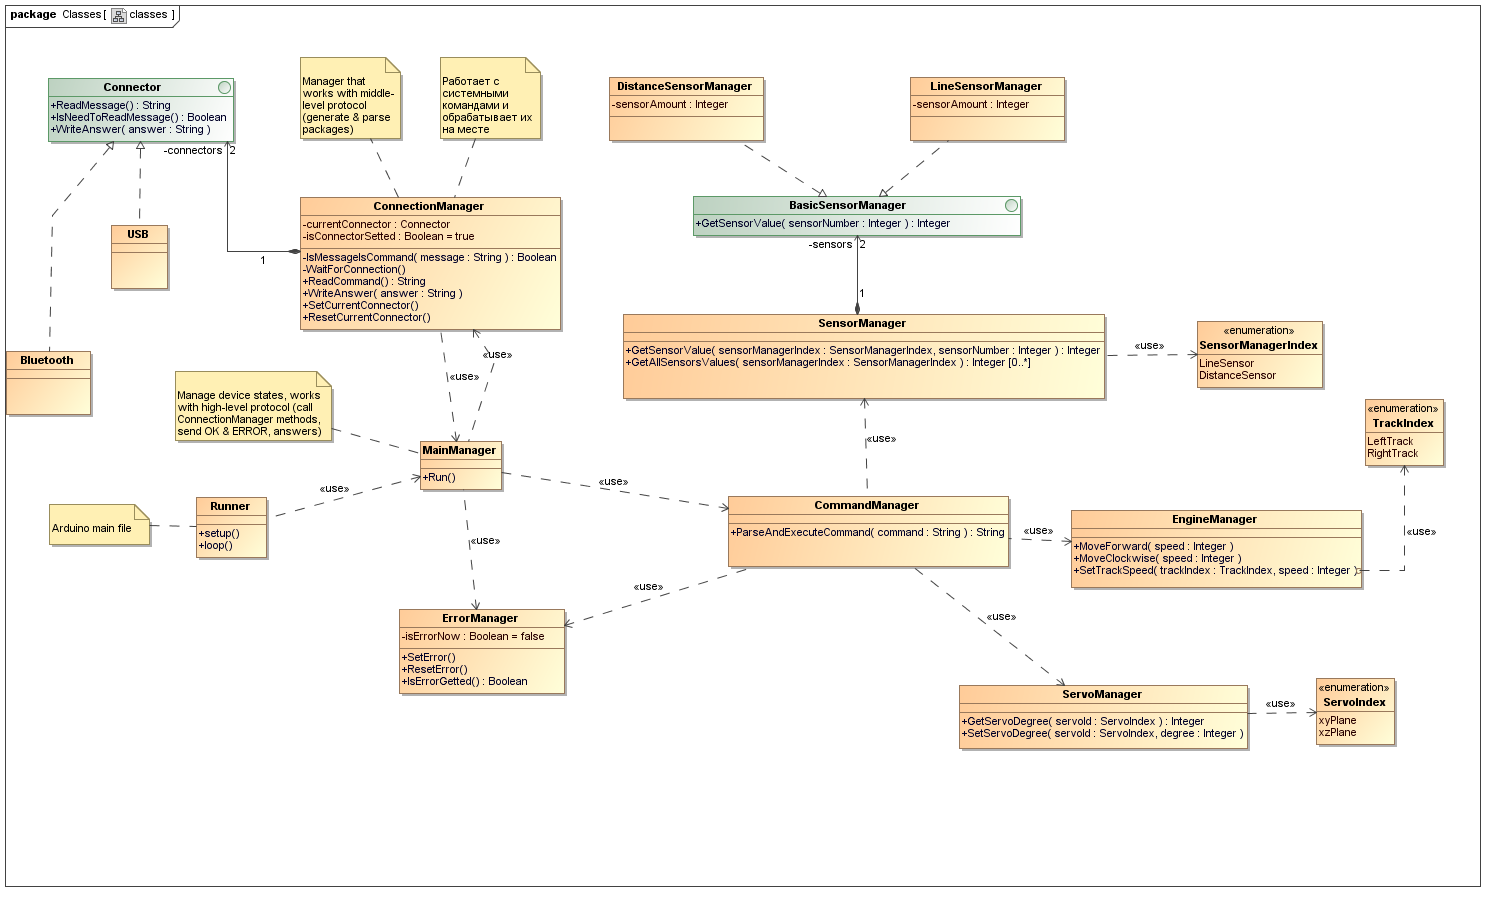 package Classes [ classes ]
Connector
+ReadMessage() : String
+IsNeedToReadMessage() : Boolean
+WriteAnswer( answer : String )
-connectors
2
1
Manager that
works with middle-
level protocol
(generate & parse
packages)
Работает с
системными
командами и
обрабатывает их
на месте
DistanceSensorManager
-sensorAmount : Integer
LineSensorManager
-sensorAmount : Integer
ConnectionManager
-currentConnector : Connector
-isConnectorSetted : Boolean = true
-IsMessageIsCommand( message : String ) : Boolean
-WaitForConnection()
+ReadCommand() : String
+WriteAnswer( answer : String )
+SetCurrentConnector()
+ResetCurrentConnector()
BasicSensorManager
+GetSensorValue( sensorNumber : Integer ) : Integer
-sensors
2
1
USB
Bluetooth
SensorManager
+GetSensorValue( sensorManagerIndex : SensorManagerIndex, sensorNumber : Integer ) : Integer
+GetAllSensorsValues( sensorManagerIndex : SensorManagerIndex ) : Integer [0..*]
«use»
«enumeration»
SensorManagerIndex
LineSensor
DistanceSensor
«use»
«use»
Manage device states, works
with high-level protocol (call
ConnectionManager methods,
send OK & ERROR, answers)
MainManager
+Run()
«use»
«enumeration»
TrackIndex
LeftTrack
RightTrack
Arduino main file
Runner
+setup()
+loop()
«use»
«use»
«use»
CommandManager
+ParseAndExecuteCommand( command : String ) : String
«use»
EngineManager
+MoveForward( speed : Integer )
+MoveClockwise( speed : Integer )
+SetTrackSpeed( trackIndex : TrackIndex, speed : Integer )
«use»
«use»
ErrorManager
-isErrorNow : Boolean = false
+SetError()
+ResetError()
+IsErrorGetted() : Boolean
«use»
ServoManager
+GetServoDegree( servoId : ServoIndex ) : Integer
+SetServoDegree( servoId : ServoIndex, degree : Integer )
«use»
«enumeration»
ServoIndex
xyPlane
xzPlane